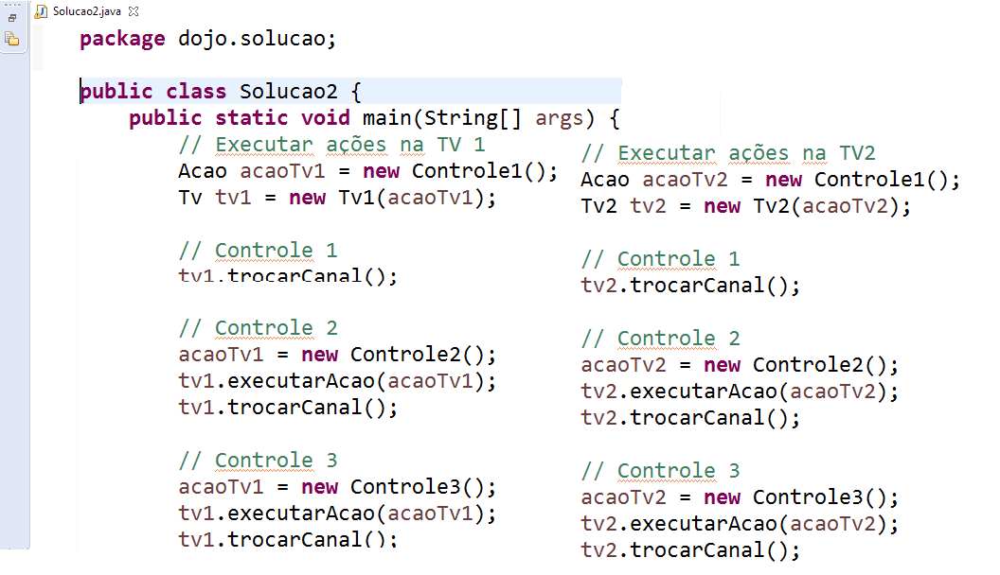 Solucao2.java
package dojo.solucao;
public class Solucao2 {
public static void main(String[] args) {
// Executar ações na TV 1
Acao acaoTv1 = new Controle1();
Tv tv1 = new Tv1(acaoTv1);
// Controle 1
tv1.trocarCanal();
// Controle 2
acaoTv1 = new Controle2();
tv1.executarAcao(acaoTv1);
tv1.trocarCanal();
// Controle 3
acaoTv1 = new Controle3();
tv1.executarAcao(acaoTv1);
tv1.trocarCanal();
// Executar ações na TV2
Acao acaoTv2 = new Controle1();
Tv2 tv2 = new Tv2(acaoTv2);
// Controle 1
tv2.trocarCanal();
// Controle 2
acaoTv2 = new Controle2();
tv2.executarAcao(acaoTv2);
tv2.trocarCanal();
// Controle 3
acaoTv2 = new Controle3();
tv2.executarAcao(acaoTv2);
tv2.trocarCanal();